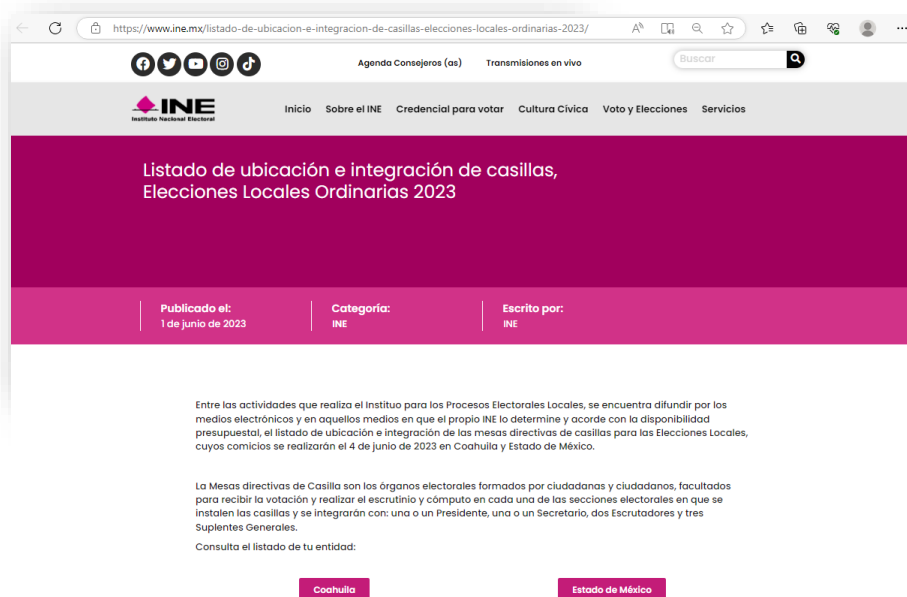 https://www.ine.mx/listado-de-ubicacion-e-integracion-de-casillas-elecciones-locales-ordinarias-2023/
Agenda Consejeros (as) Transmisiones en vivo Buscar
INE
Instituto Nacional Electoral
Inicio Sobre el INE Credencial para votar Cultura Cívica Voto y Elecciones Servicios
Listado de ubicación e integración de casillas,
Elecciones Locales Ordinarias 2023
Publicado el: Categoría: Escrito por:
1 de junio de 2023 INE INE
Entre las actividades que realiza el Instituo para los Procesos Electorales Locales, se encuentra difundir por los
medios electrónicos y en aquellos medios en que el propio INE lo determine y acorde con la disponibilidad
presupuestal, el listado de ubicación e integración de las mesas directivas de casillas para las Elecciones Locales,
cuyos comicios se realizarán el 4 de junio de 2023 en Coahuila y Estado de México.
La Mesas directivas de Casilla son los órganos electorales formados por ciudadanas y ciudadanos, facultados
para recibir la votación y realizar el escrutinio y cómputo en cada una de las secciones electorales en que se
instalen las casillas y se integrarán con: una o un Presidente, una o un Secretario, dos Escrutadores y tres
Suplentes Generales.
Consulta el listado de tu entidad:
Coahuila Estado de México